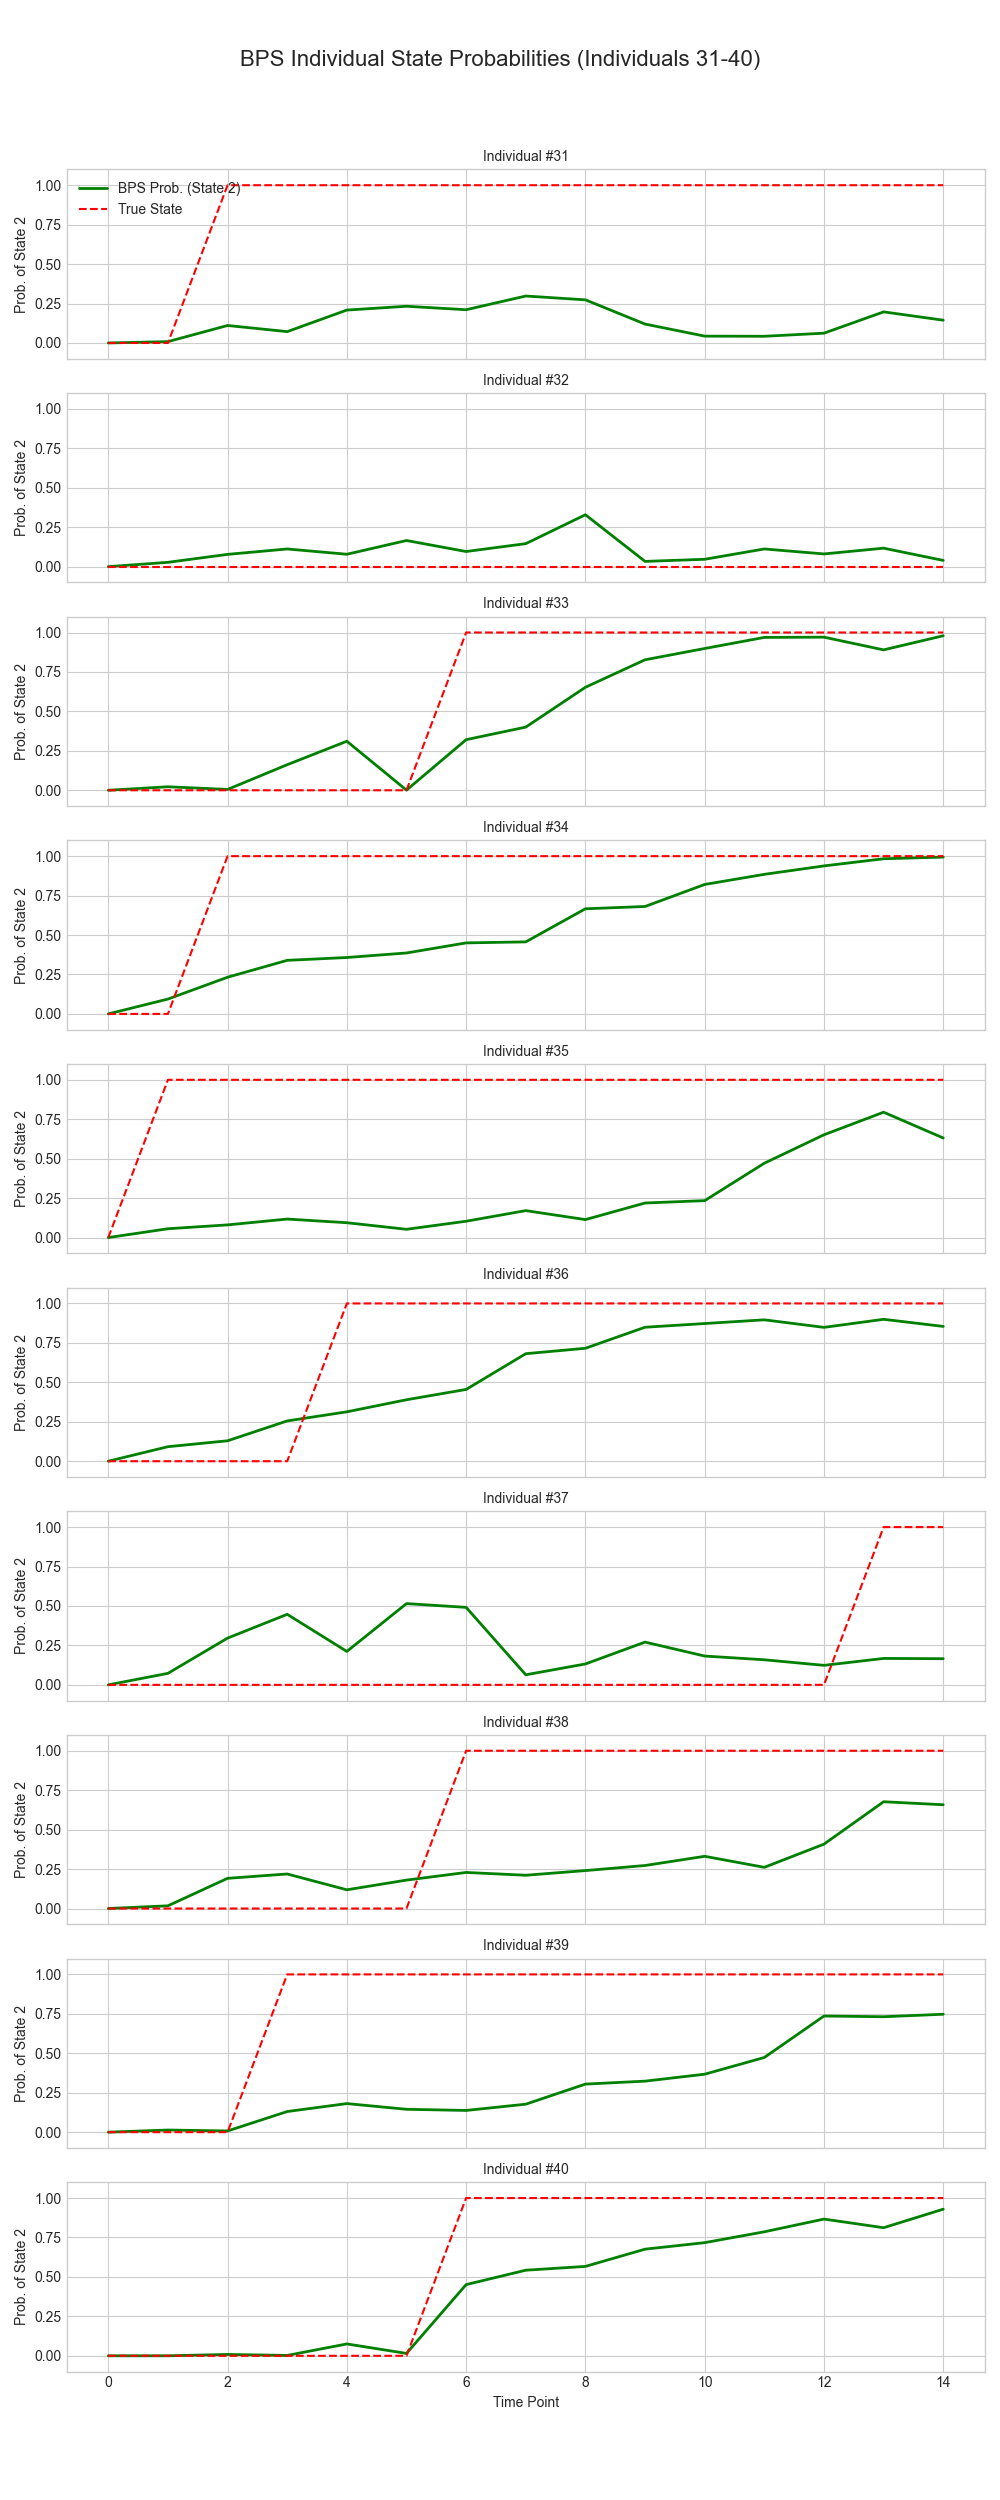 BPS Individual State Probabilities (Individuals 31-40)
Individual #31
BPS Prob. (State 2)
True State
Prob. of State 2
1.00
0.75
0.50
0.25
0.00
Individual #32
Prob. of State 2
1.00
0.75
0.50
0.25
0.00
Individual #33
Prob. of State 2
1.00
0.75
0.50
0.25
0.00
Individual #34
Prob. of State 2
1.00
0.75
0.50
0.25
0.00
Individual #35
Prob. of State 2
1.00
0.75
0.50
0.25
0.00
Individual #36
Prob. of State 2
1.00
0.75
0.50
0.25
0.00
Individual #37
Prob. of State 2
1.00
0.75
0.50
0.25
0.00
Individual #38
Prob. of State 2
1.00
0.75
0.50
0.25
0.00
Individual #39
Prob. of State 2
1.00
0.75
0.50
0.25
0.00
Individual #40
Prob. of State 2
1.00
0.75
0.50
0.25
0.00
0 2 4 6 8 10 12 14
Time Point